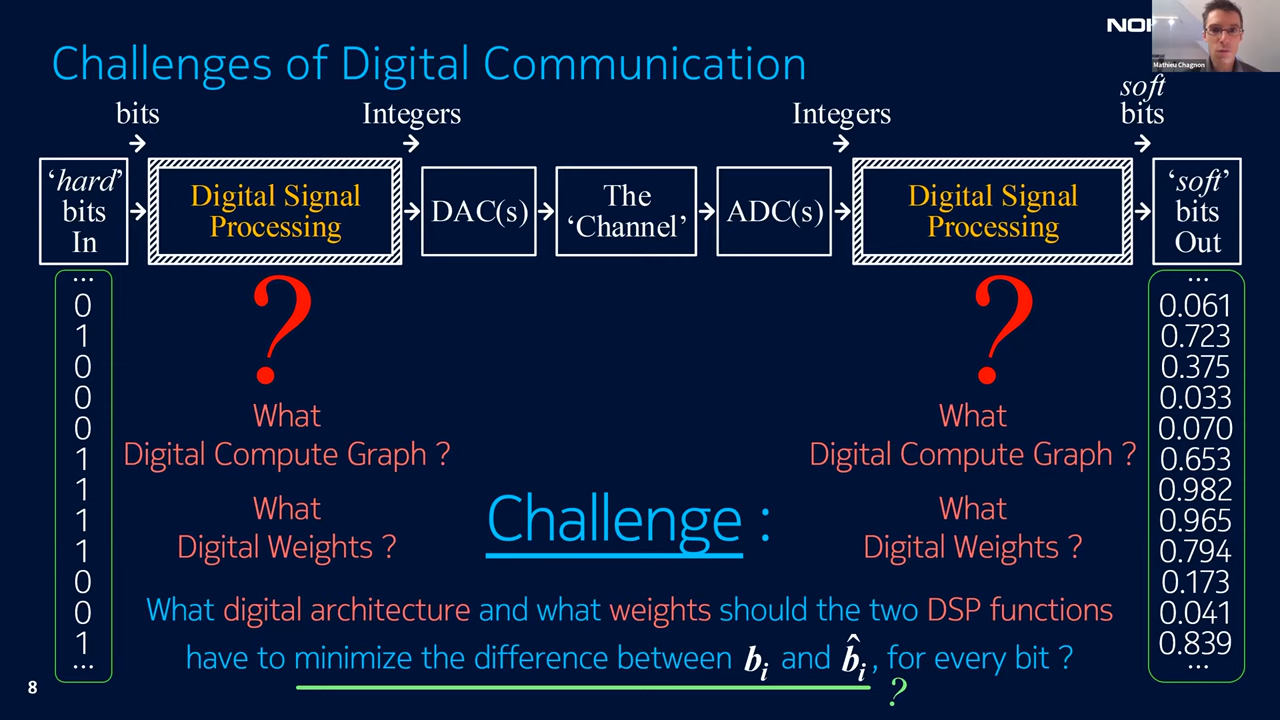 NOK
Mathieu Chagnon
Challenges of Digital Communication
bits
Integers
Integers
soft
bits
‘hard’
bits
In
Digital Signal
Processing
DAC(s)
The
‘Channel’
ADC(s)
Digital Signal
Processing
‘soft’
bits
Out
...
0
1
0
0
0
1
1
1
1
0
0
1
...
?
What
Digital Compute Graph ?
What
Digital Weights ?
?
What
Digital Compute Graph ?
What
Digital Weights ?
...
0.061
0.723
0.375
0.033
0.070
0.653
0.982
0.965
0.794
0.173
0.041
0.839
...
Challenge :
What digital architecture and what weights should the two DSP functions
have to minimize the difference between bᵢ and b̂ᵢ, for every bit ?
?
8